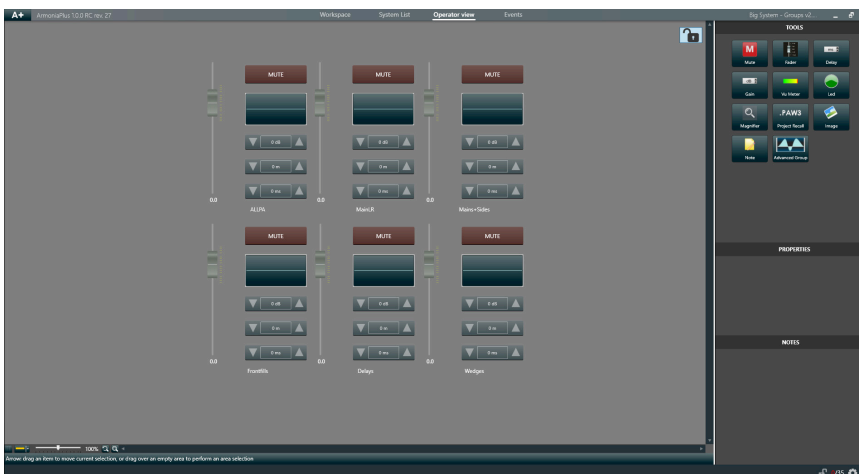 A+ ArmoníaPlus 1.0.0 RC rev. 27 Workspace System List Operator view Events Big System - Groups v2...
TOOLS
M .PAW3
Mute Fader Delay
Gain Vu Meter Led
Magnifier Project Recall Image
Note Advanced Group
PROPERTIES
NOTES
MUTE MUTE MUTE
0 dB 0 dB 0 dB
0 m 0 m 0 m
0 ms 0 ms 0 ms
0.0 0.0 0.0
ALLPA MainLR Mains+Sides
MUTE MUTE MUTE
0 dB 0 dB 0 dB
0 m 0 m 0 m
0 ms 0 ms 0 ms
0.0 0.0 0.0
Frontfills Delays Wedges
100%
Arrow: drag an item to move current selection, or drag over an empty area to perform an area selection